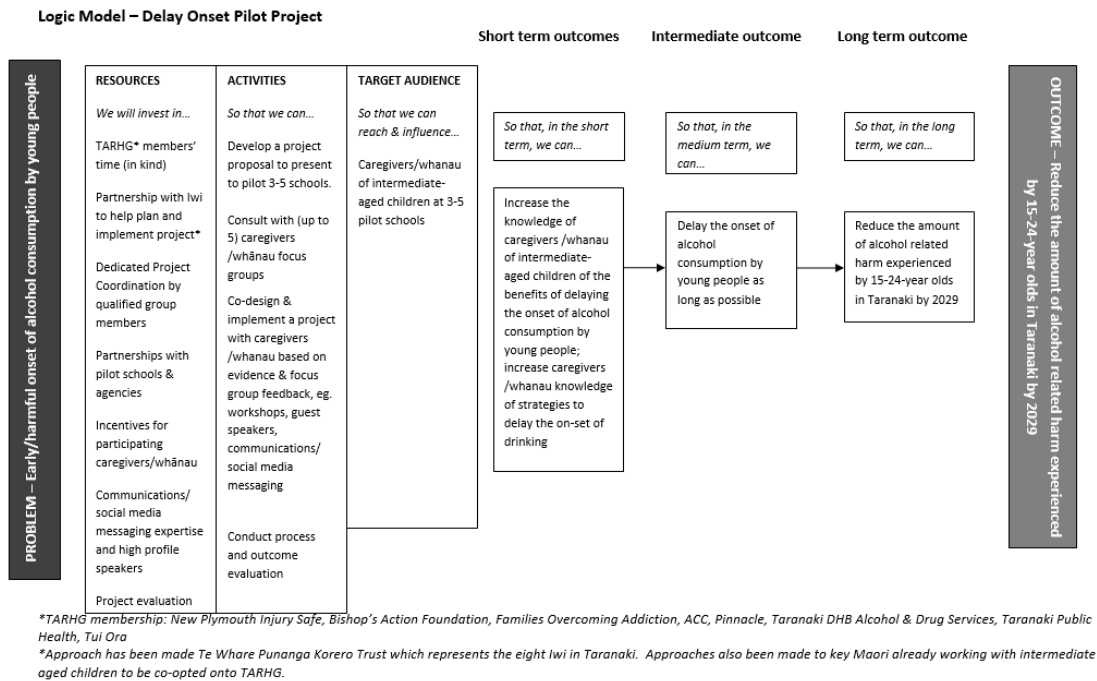 Logic Model – Delay Onset Pilot Project
Short term outcomes
Intermediate outcome
Long term outcome
PROBLEM – Early/harmful onset of alcohol consumption by young people
RESOURCES
We will invest in…
TARHG* members’
time (in kind)
Partnership with Iwi
to help plan and
implement project*
Dedicated Project
Coordination by
qualified group
members
Partnerships with
pilot schools &
agencies
Incentives for
participating
caregivers/whānau
Communications/
social media
messaging expertise
and high profile
speakers
Project evaluation
ACTIVITIES
So that we can…
Develop a project
proposal to present
to pilot 3-5 schools.
Consult with (up to
5) caregivers
/whānau focus
groups
Co-design &
implement a project
with caregivers
/whanau based on
evidence & focus
group feedback, eg.
workshops, guest
speakers,
communications/
social media
messaging
Conduct process
and outcome
evaluation
TARGET AUDIENCE
So that we can
reach & influence…
Caregivers/whanau
of intermediate-
aged children at 3-5
pilot schools
So that, in the short
term, we can…
Increase the
knowledge of
caregivers /whanau
of intermediate-
aged children of the
benefits of delaying
the onset of alcohol
consumption by
young people;
increase caregivers
/whanau knowledge
of strategies to
delay the on-set of
drinking
So that, in the
medium term, we
can…
Delay the onset of
alcohol
consumption by
young people as
long as possible
So that, in the long
term, we can…
Reduce the amount
of alcohol related
harm experienced
by 15-24-year olds
in Taranaki by 2029
OUTCOME – Reduce the amount of alcohol related harm experienced
by 15-24-year olds in Taranaki by 2029
*TARHG membership: New Plymouth Injury Safe, Bishop’s Action Foundation, Families Overcoming Addiction, ACC, Pinnacle, Taranaki DHB Alcohol & Drug Services, Taranaki Public
Health, Tui Ora
*Approach has been made Te Whare Punanga Korero Trust which represents the eight Iwi in Taranaki.  Approaches also been made to key Maori already working with intermediate
aged children to be co-opted onto TARHG.